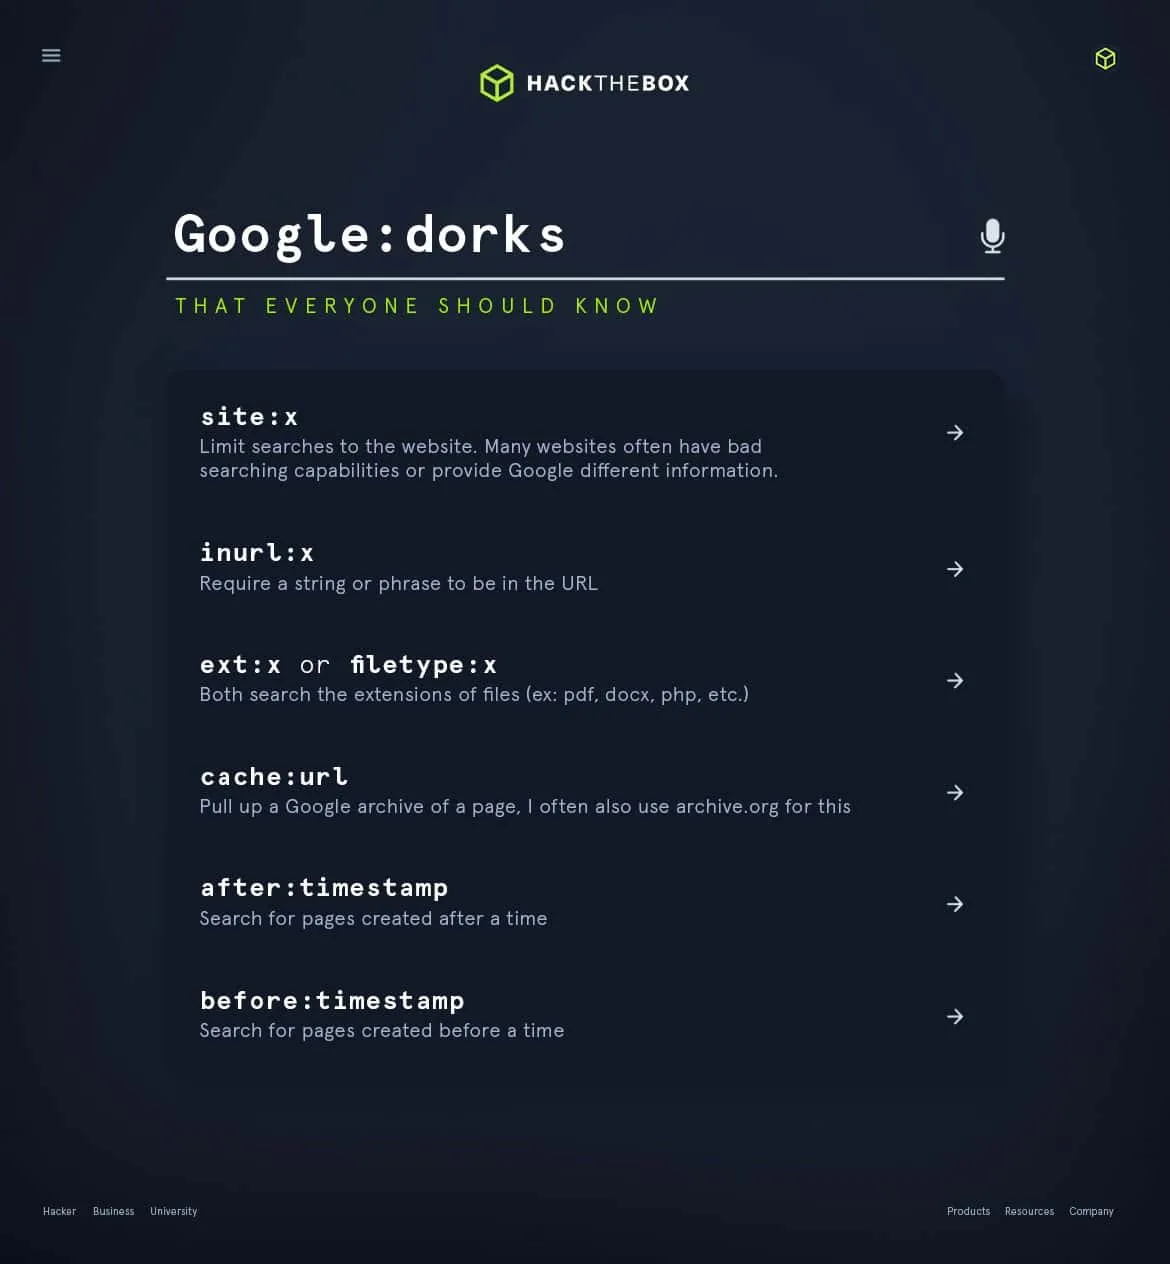 HACKTHEBOX
Google:dorks
THAT EVERYONE SHOULD KNOW
site:x
Limit searches to the website. Many websites often have bad
searching capabilities or provide Google different information.
inurl:x
Require a string or phrase to be in the URL
ext:x or filetype:x
Both search the extensions of files (ex: pdf, docx, php, etc.)
cache:url
Pull up a Google archive of a page, I often also use archive.org for this
after:timestamp
Search for pages created after a time
before:timestamp
Search for pages created before a time
Hacker Business University Products Resources Company